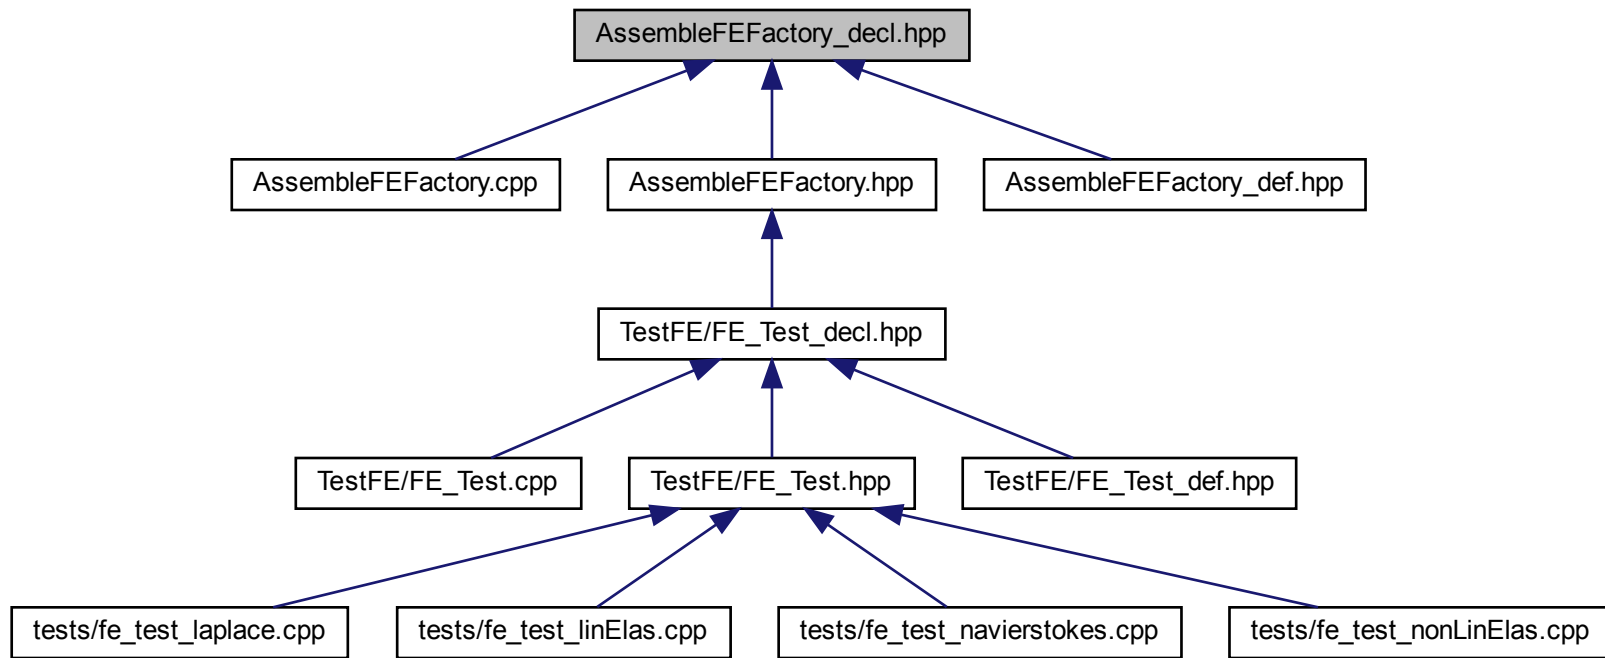 AssembleFEFactory_decl.hpp
AssembleFEFactory.cpp
AssembleFEFactory.hpp
AssembleFEFactory_def.hpp
TestFE/FE_Test_decl.hpp
TestFE/FE_Test.cpp
TestFE/FE_Test.hpp
TestFE/FE_Test_def.hpp
tests/fe_test_laplace.cpp
tests/fe_test_linElas.cpp
tests/fe_test_navierstokes.cpp
tests/fe_test_nonLinElas.cpp